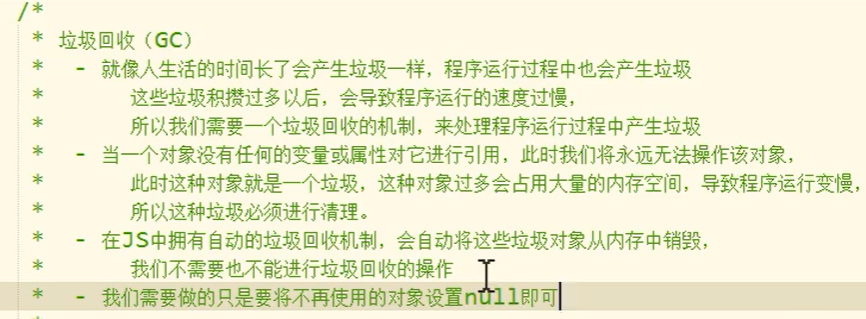 /*
* 垃圾回收（GC）
* - 就像人生活的时间长了会产生垃圾一样，程序运行过程中也会产生垃圾
* 这些垃圾积攒过多以后，会导致程序运行的速度过慢，
* 所以我们需要一个垃圾回收的机制，来处理程序运行过程中产生垃圾
* - 当一个对象没有任何的变量或属性对它进行引用，此时我们将永远无法操作该对象，
* 此时这种对象就是一个垃圾，这种对象过多会占用大量的内存空间，导致程序运行变慢，
* 所以这种垃圾必须进行清理。
* - 在JS中拥有自动的垃圾回收机制，会自动将这些垃圾对象从内存中销毁，
* 我们不需要也不能进行垃圾回收的操作
* - 我们需要做的只是要将不再使用的对象设置null即可